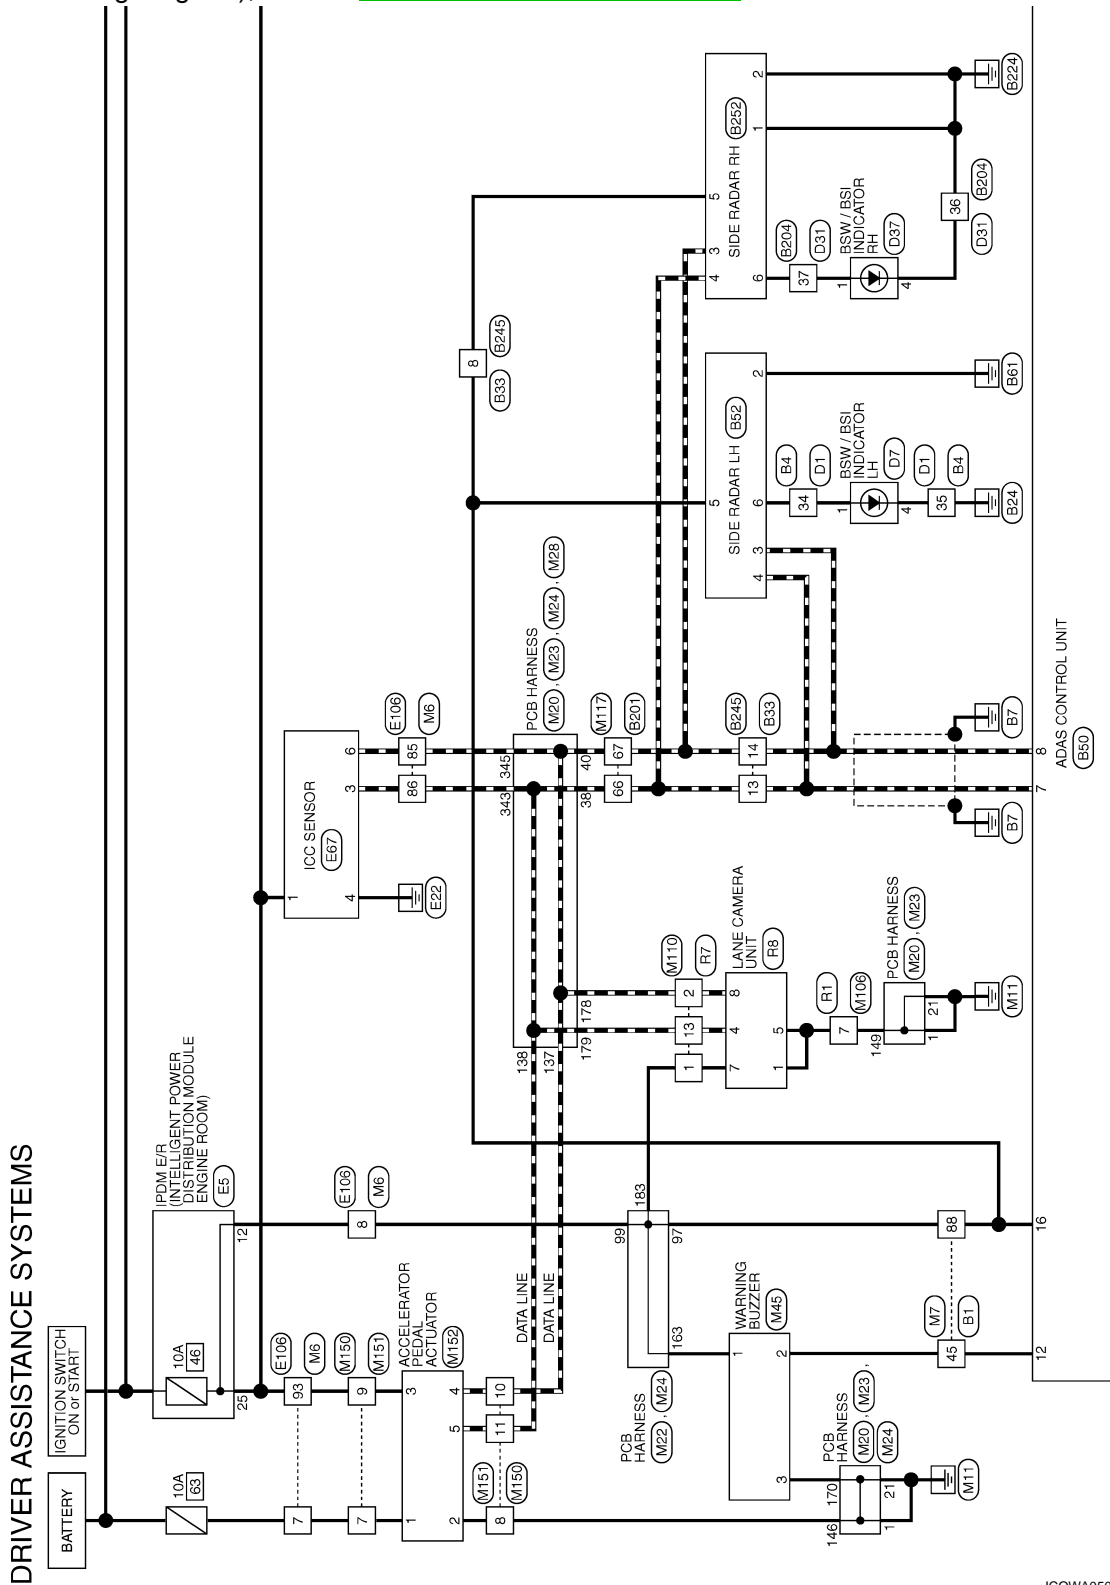 DRIVER ASSISTANCE SYSTEMS
BATTERY
IGNITION SWITCH
ON or START
10A
63
10A
46
IPDM E/R
(INTELLIGENT POWER
DISTRIBUTION MODULE
ENGINE ROOM)
E5
25
12
7
93
E106
M6
7
9
M150
M151
8
E106
M6
ACCELERATOR
PEDAL
ACTUATOR
M152
1
3
2
5
4
8
11
10
M151
M150
DATA LINE
DATA LINE
ICC SENSOR
E67
1
4
3
6
E22
86
85
E106
M6
343
345
138
137
179
178
38
40
PCB HARNESS
M20 , M23 , M24 , M28
66
67
M117
B201
13
14
B245
B33
8
B33
B245
PCB
HARNESS
M22 , M24
99
183
163
97
WARNING
BUZZER
M45
1
3
2
PCB
HARNESS
M20 , M23 ,
M24
146
170
1
21
M11
45
88
M7
B1
1
13
2
M110
R7
LANE CAMERA
UNIT
R8
7
4
8
1
5
7
R1
M106
PCB HARNESS
M20 , M23
149
1
21
M11
SIDE RADAR LH
B52
5
4
3
6
2
34
B4
D1
BSW / BSI
INDICATOR
LH
D7
1
4
35
D1
B4
B24
B61
SIDE RADAR RH
B252
4
3
5
6
1
2
37
B204
D31
BSW / BSI
INDICATOR
RH
D37
1
4
36
D31
B204
B224
B7
B7
12
16
7
8
ADAS CONTROL UNIT
B50